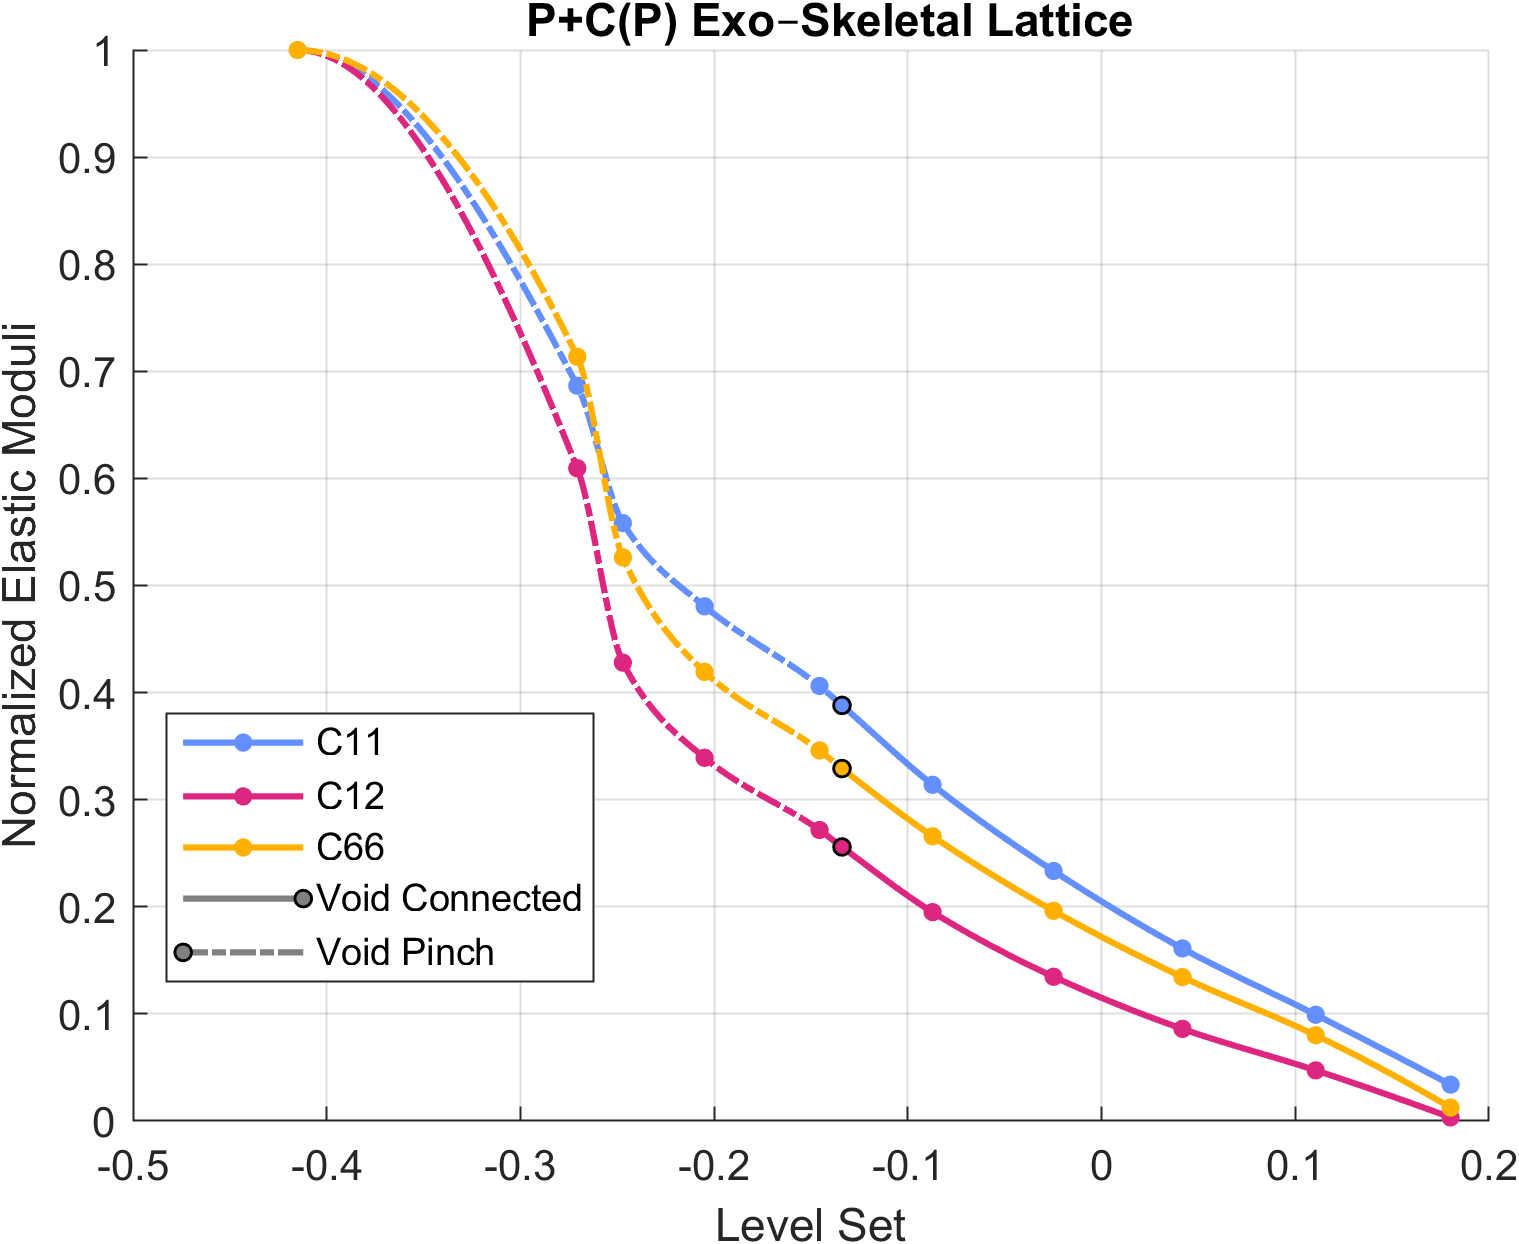 P+C(P) Exo−Skeletal Lattice
1
0.9
0.8
0.7
0.6
0.5
0.4
0.3
0.2
0.1
0
Normalized Elastic Moduli
C11
C12
C66
Void Connected
Void Pinch
-0.5 -0.4 -0.3 -0.2 -0.1 0 0.1 0.2
Level Set